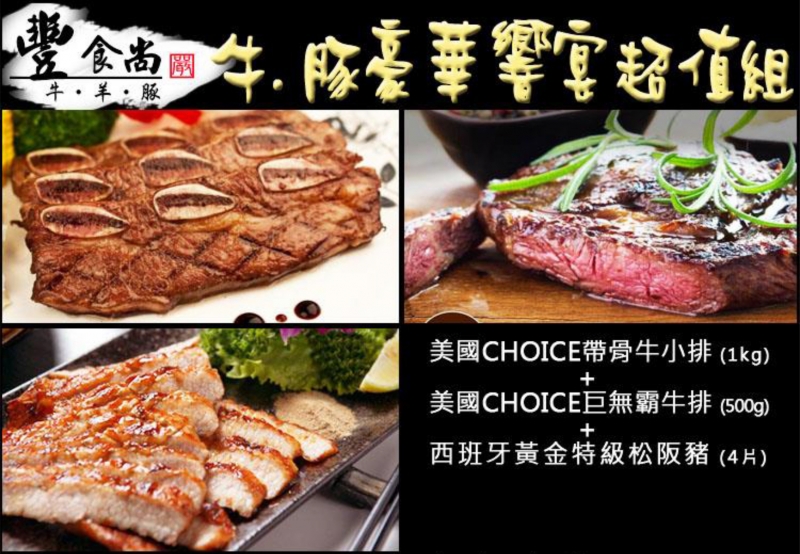 豐食尚
牛・羊・豚
牛.豚豪華響宴超值組
美國CHOICE帶骨牛小排 (1kg)
+
美國CHOICE巨無霸牛排 (500g)
+
西班牙黃金特級松阪豬 (4片)